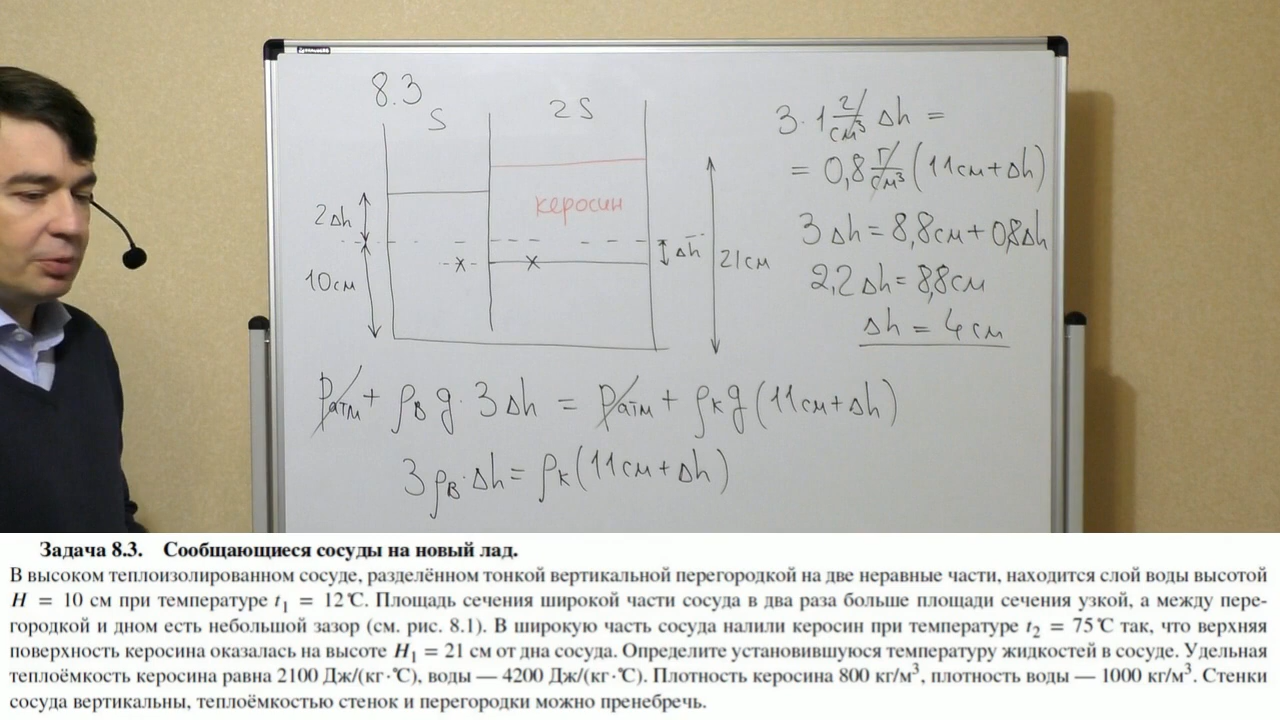 8.3
S
2S
керосин
2Δh
10см
Δh
21см
3·1 г/см³ Δh =
= 0,8 г/см³ (11см+Δh)
3Δh = 8,8см + 0,8Δh
2,2 Δh = 8,8см
Δh = 4см
Pатм + ρв g·3Δh = Pатм + ρк g (11см+Δh)
3ρв·Δh = ρк(11см+Δh)
Задача 8.3. Сообщающиеся сосуды на новый лад.
В высоком теплоизолированном сосуде, разделённом тонкой вертикальной перегородкой на две неравные части, находится слой воды высотой
H = 10 см при температуре t₁ = 12 ℃. Площадь сечения широкой части сосуда в два раза больше площади сечения узкой, а между пере-
городкой и дном есть небольшой зазор (см. рис. 8.1). В широкую часть сосуда налили керосин при температуре t₂ = 75 ℃ так, что верхняя
поверхность керосина оказалась на высоте H₁ = 21 см от дна сосуда. Определите установившуюся температуру жидкостей в сосуде. Удельная
теплоёмкость керосина равна 2100 Дж/(кг·℃), воды — 4200 Дж/(кг·℃). Плотность керосина 800 кг/м³, плотность воды — 1000 кг/м³. Стенки
сосуда вертикальны, теплоёмкостью стенок и перегородки можно пренебречь.